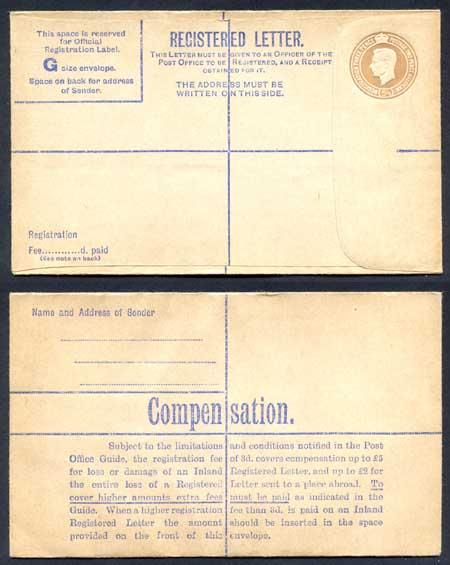 This space is reserved
for Official
Registration Label.
G size envelope.
Space on back for address
of Sender.
REGISTERED LETTER.
THIS LETTER MUST BE GIVEN TO AN OFFICER OF THE
POST OFFICE TO BE REGISTERED, AND A RECEIPT
OBTAINED FOR IT.
THE ADDRESS MUST BE
WRITTEN ON THIS SIDE.
Registration
Fee............d. paid
(See note on back)
Name and Address of Sender
Compensation.
Subject to the limitations and conditions notified in the Post
Office Guide, the registration fee of 3d. covers compensation up to £5
for loss or damage of an Inland Registered Letter, and up to £2 for
the entire loss of a Registered Letter sent to a place abroad. To
cover higher amounts extra fees must be paid as indicated in the
Guide. When a higher registration fee than 3d. is paid on an Inland
Registered Letter the amount should be inserted in the space
provided on the front of this envelope.